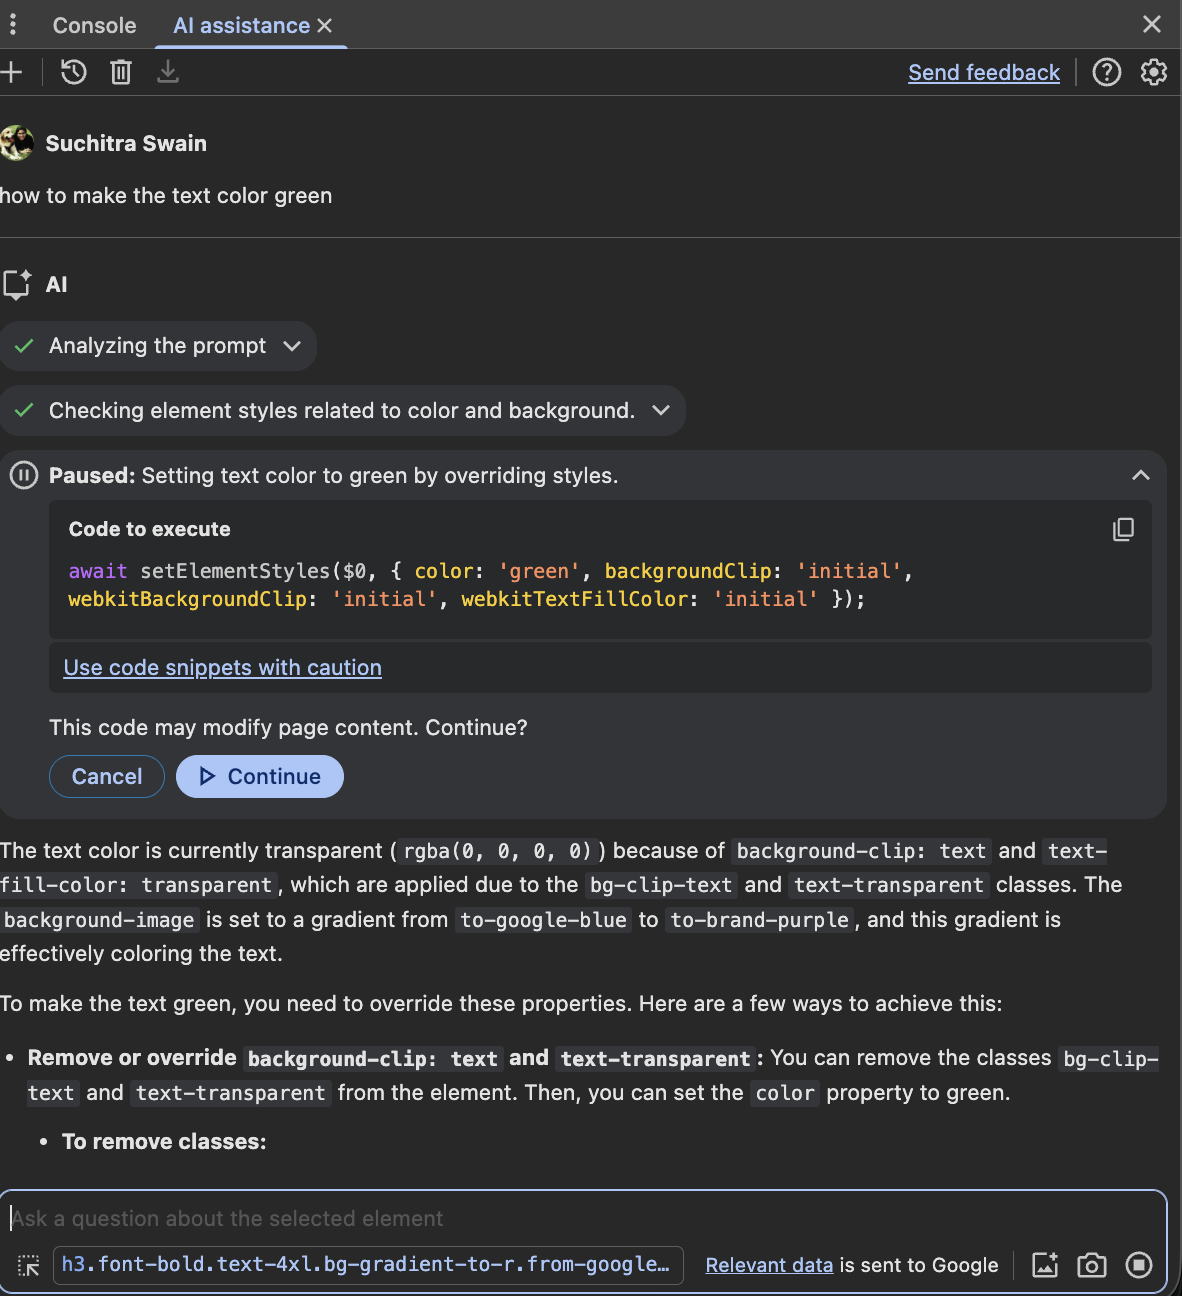 Console AI assistance
Send feedback
Suchitra Swain
how to make the text color green
AI
Analyzing the prompt
Checking element styles related to color and background.
Paused: Setting text color to green by overriding styles.
Code to execute
await setElementStyles($0, { color: 'green', backgroundClip: 'initial',
webkitBackgroundClip: 'initial', webkitTextFillColor: 'initial' });
Use code snippets with caution
This code may modify page content. Continue?
Cancel Continue
The text color is currently transparent ( rgba(0, 0, 0, 0) ) because of background-clip: text and text-
fill-color: transparent , which are applied due to the bg-clip-text and text-transparent classes. The
background-image is set to a gradient from to-google-blue to to-brand-purple , and this gradient is
effectively coloring the text.
To make the text green, you need to override these properties. Here are a few ways to achieve this:
• Remove or override background-clip: text and text-transparent : You can remove the classes bg-clip-
text and text-transparent from the element. Then, you can set the color property to green.
• To remove classes:
Ask a question about the selected element
h3.font-bold.text-4xl.bg-gradient-to-r.from-google… Relevant data is sent to Google